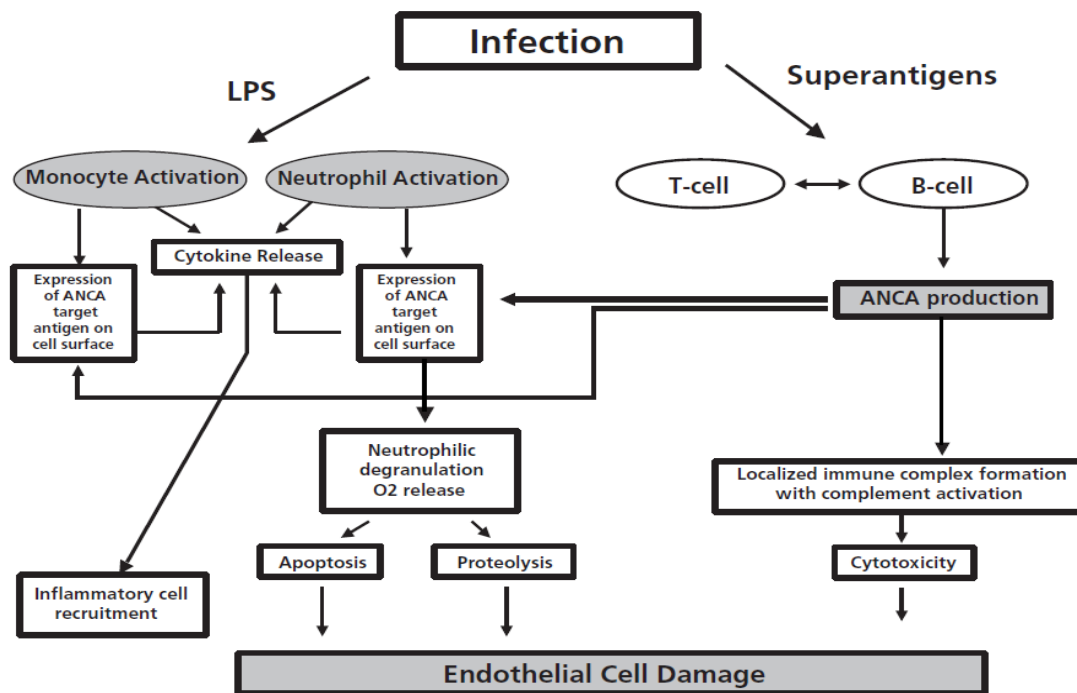 Infection
LPS
Superantigens
Monocyte Activation
Neutrophil Activation
T-cell
B-cell
Cytokine Release
Expression
of ANCA
target
antigen on
cell surface
Expression
of ANCA
target
antigen on
cell surface
ANCA production
Neutrophilic
degranulation
O2 release
Localized immune complex formation
with complement activation
Apoptosis
Proteolysis
Cytotoxicity
Inflammatory cell
recruitment
Endothelial Cell Damage